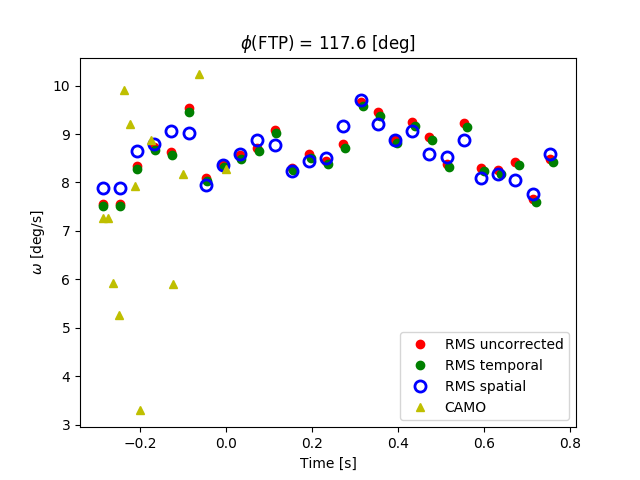 ϕ(FTP) = 117.6 [deg]
10
9
8
7
6
5
4
3
ω [deg/s]
−0.2 0.0 0.2 0.4 0.6 0.8
Time [s]
RMS uncorrected
RMS temporal
RMS spatial
CAMO